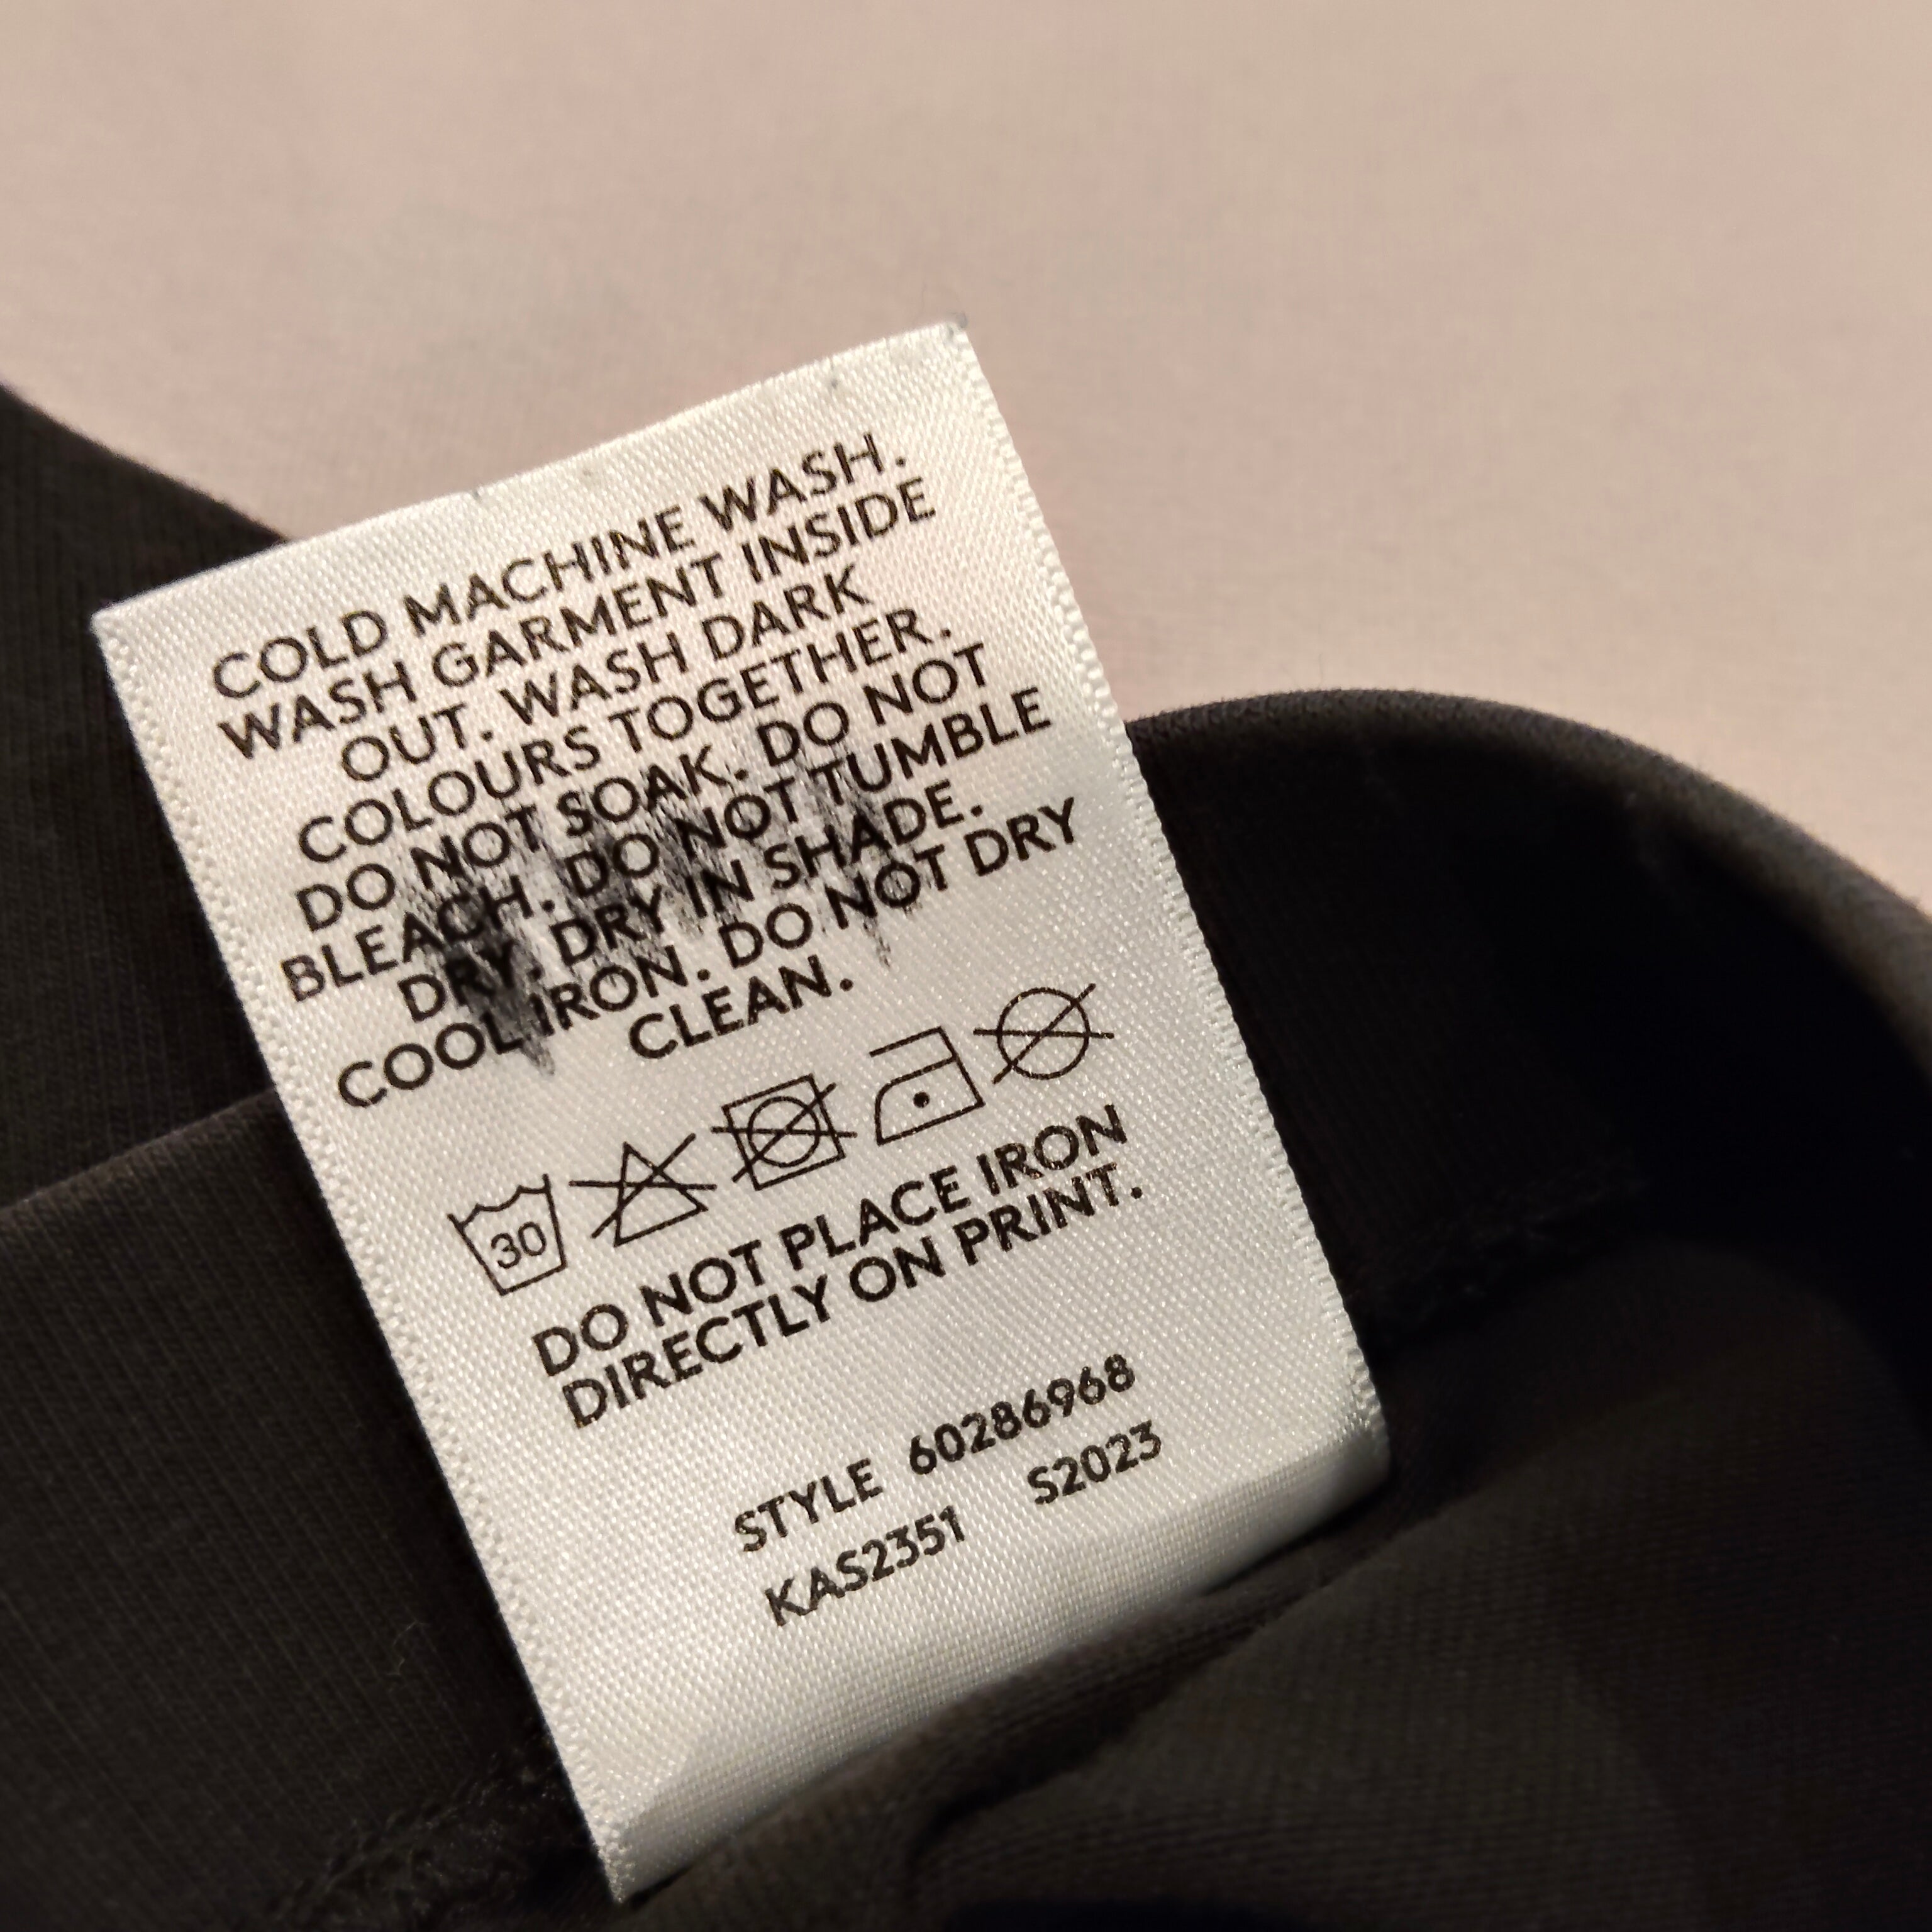 COLD MACHINE WASH.
WASH GARMENT INSIDE
OUT. WASH DARK
COLOURS TOGETHER.
DO NOT SOAK. DO NOT
BLEACH. DO NOT TUMBLE
DRY. DRY IN SHADE.
COOL IRON. DO NOT DRY
CLEAN.
30
DO NOT PLACE IRON
DIRECTLY ON PRINT.
STYLE 60286968
KAS2351 S2023